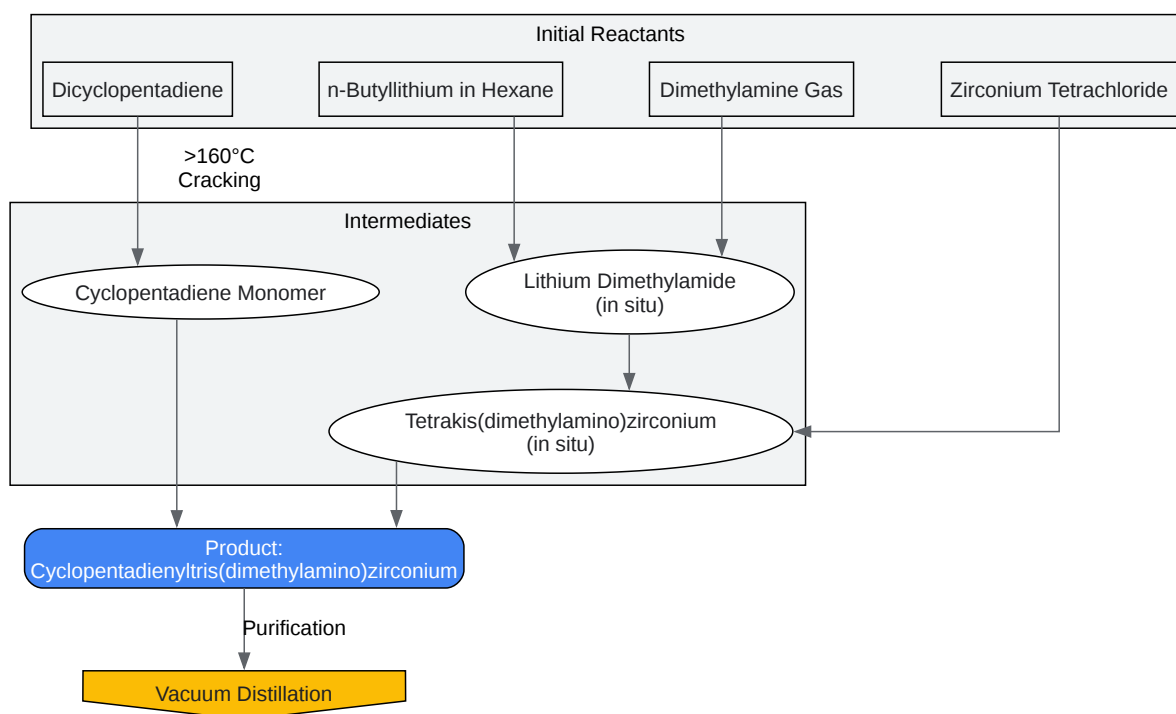 Initial Reactants
Dicyclopentadiene
n-Butyllithium in Hexane
Dimethylamine Gas
Zirconium Tetrachloride
>160°C
Cracking
Intermediates
Cyclopentadiene Monomer
Lithium Dimethylamide
(in situ)
Tetrakis(dimethylamino)zirconium
(in situ)
Product:
Cyclopentadienyltris(dimethylamino)zirconium
Purification
Vacuum Distillation